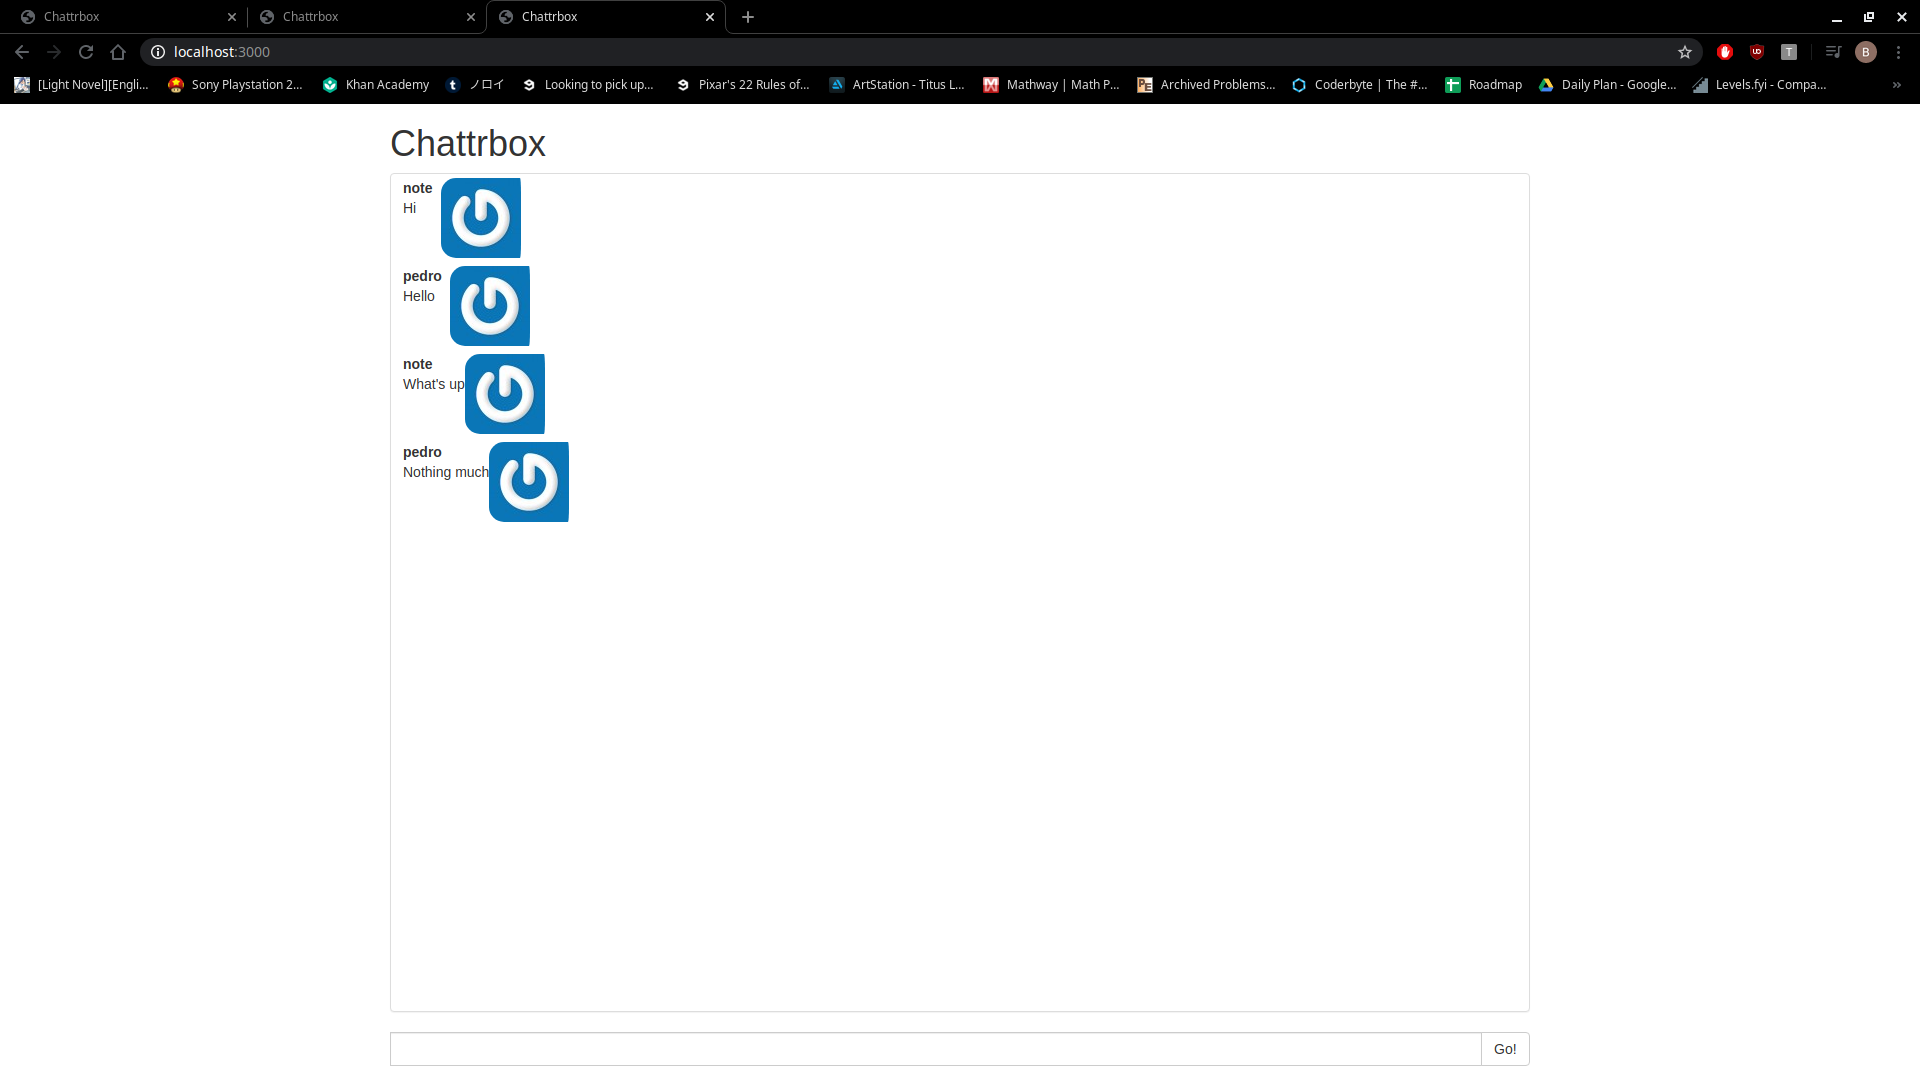 Chattrbox Chattrbox Chattrbox
localhost:3000
[Light Novel][Engli... Sony Playstation 2... Khan Academy ノロイ Looking to pick up... Pixar's 22 Rules of... ArtStation - Titus L... Mathway | Math P... Archived Problems... Coderbyte | The #... Roadmap Daily Plan - Google... Levels.fyi - Compa... »
Chattrbox
note
Hi
pedro
Hello
note
What's up
pedro
Nothing much
Go!